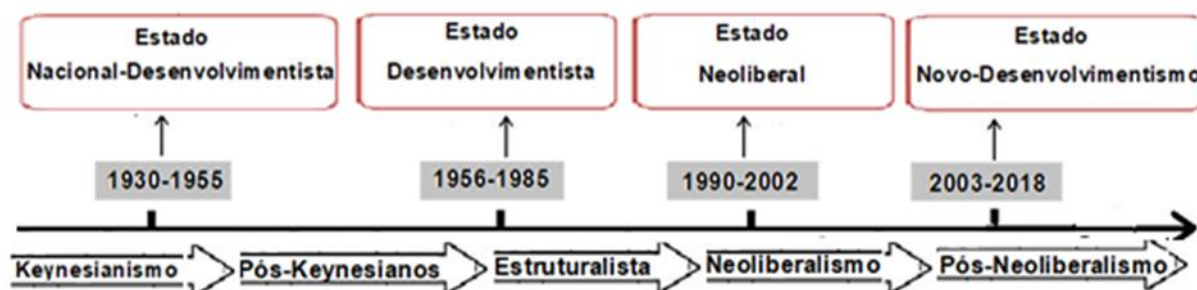 Estado
Nacional-Desenvolvimentista
Estado
Desenvolvimentista
Estado
Neoliberal
Estado
Novo-Desenvolvimentismo
1930-1955
1956-1985
1990-2002
2003-2018
Keynesianismo
Pós-Keynesianos
Estruturalista
Neoliberalismo
Pós-Neoliberalismo